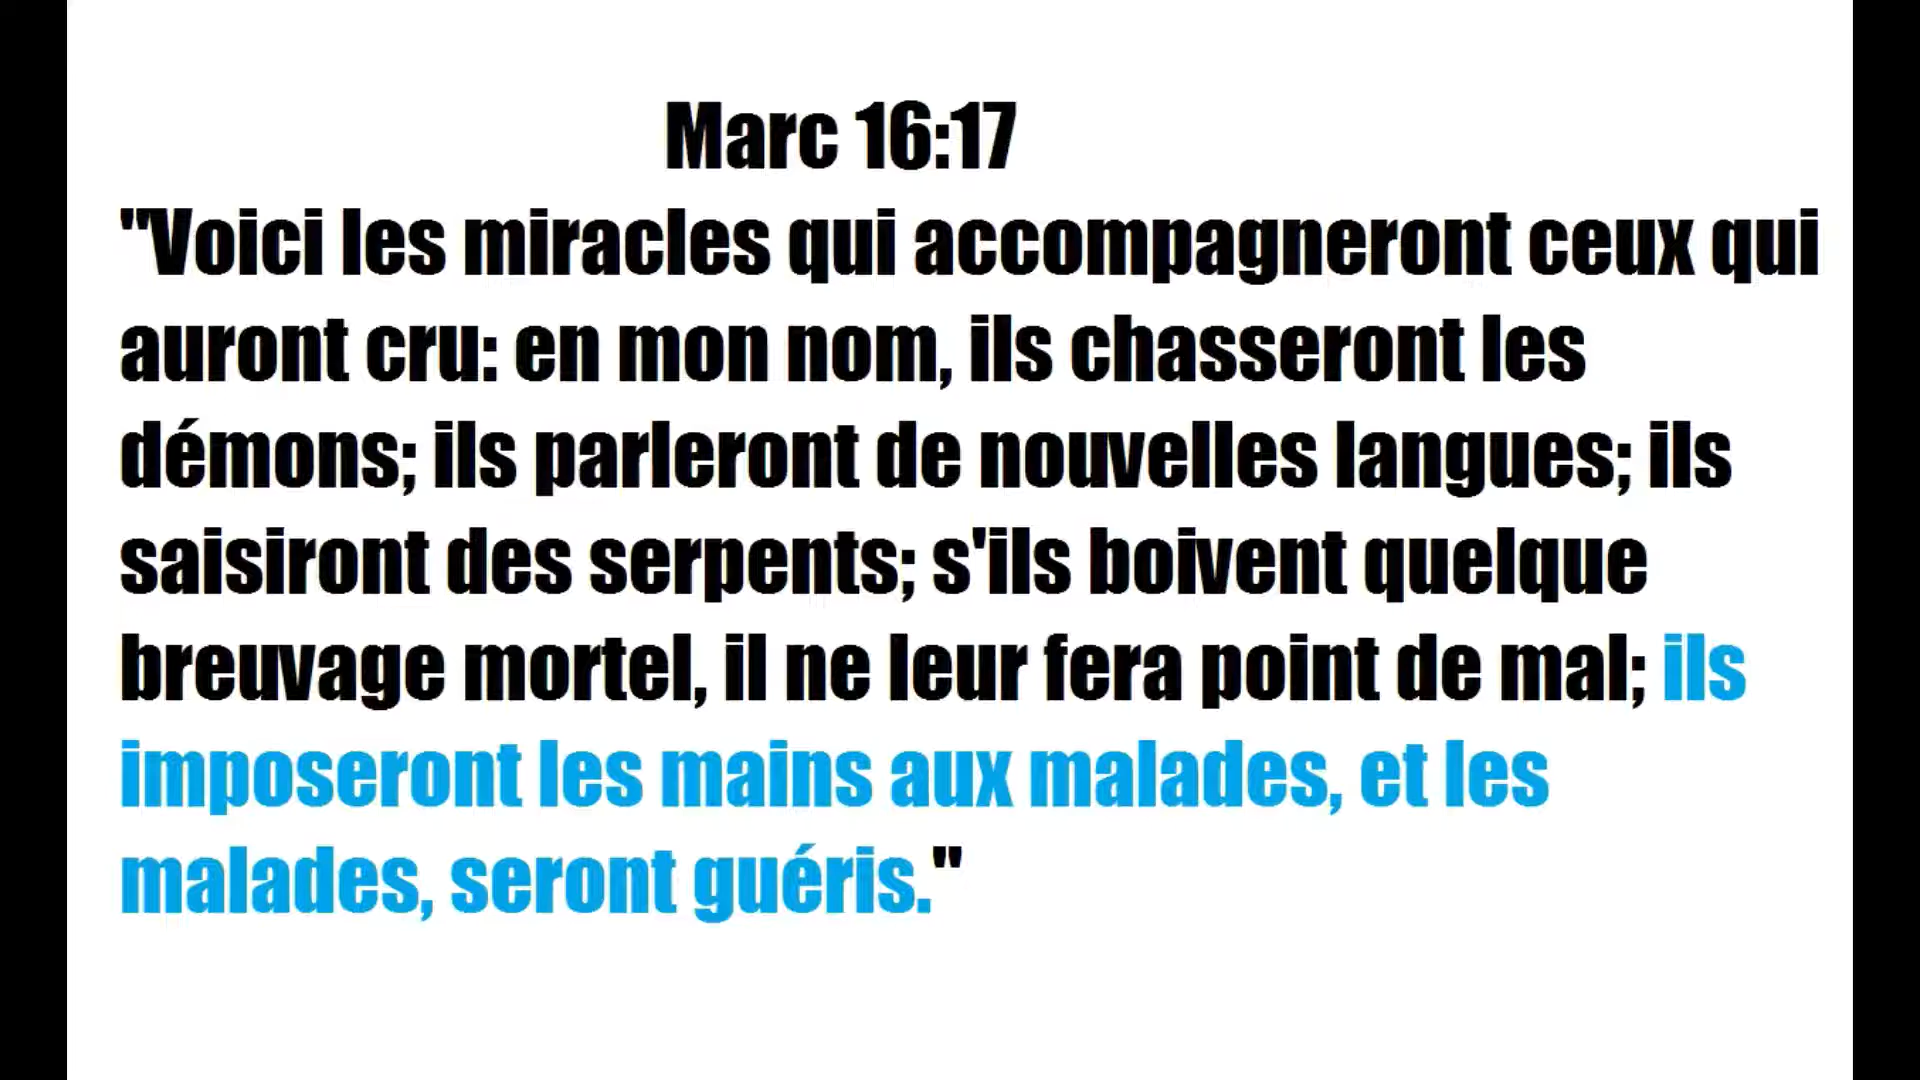 Marc 16:17
"Voici les miracles qui accompagneront ceux qui
auront cru: en mon nom, ils chasseront les
démons; ils parleront de nouvelles langues; ils
saisiront des serpents; s'ils boivent quelque
breuvage mortel, il ne leur fera point de mal; ils
imposeront les mains aux malades, et les
malades, seront guéris."